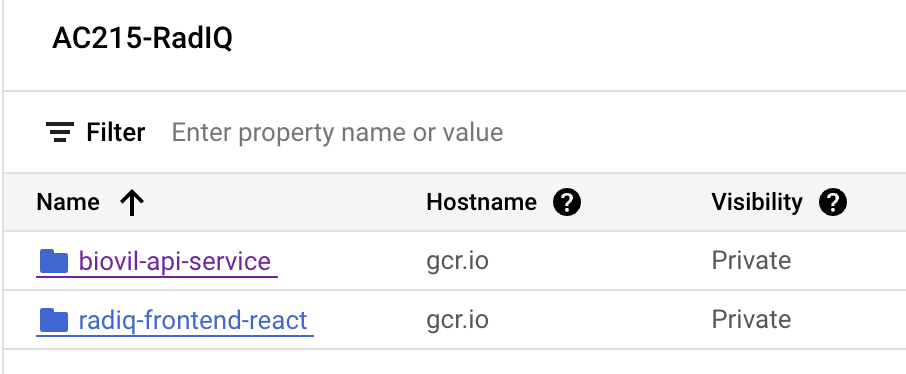 AC215-RadIQ
Filter Enter property name or value
Name Hostname ? Visibility ?
biovil-api-service gcr.io Private
radiq-frontend-react gcr.io Private